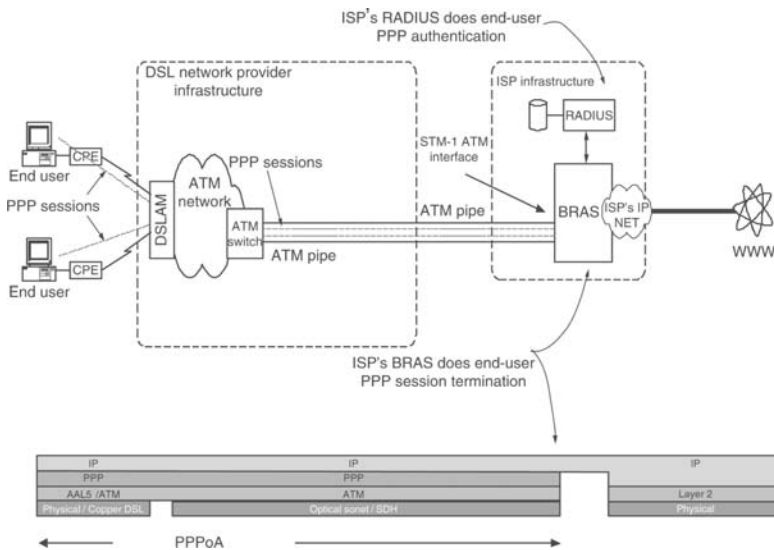 ISP's RADIUS does end-user
PPP authentication
DSL network provider
infrastructure
ISP infrastructure
RADIUS
CPE
End user
PPP sessions
CPE
End user
DSLAM
ATM
network
ATM
switch
PPP sessions
ATM pipe
ATM pipe
STM-1 ATM
interface
BRAS
ISP's IP
NET
WWW
ISP's BRAS does end-user
PPP session termination
IP IP IP
PPP PPP
AAL5 /ATM ATM Layer 2
Physical / Copper DSL Optical sonet / SDH Physical
PPPoA